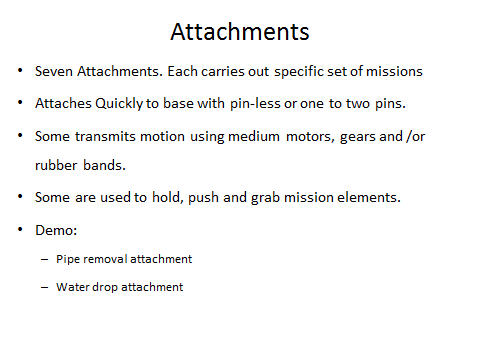 Attachments
• Seven Attachments. Each carries out specific set of missions
• Attaches Quickly to base with pin-less or one to two pins.
• Some transmits motion using medium motors, gears and /or
rubber bands.
• Some are used to hold, push and grab mission elements.
• Demo:
– Pipe removal attachment
– Water drop attachment